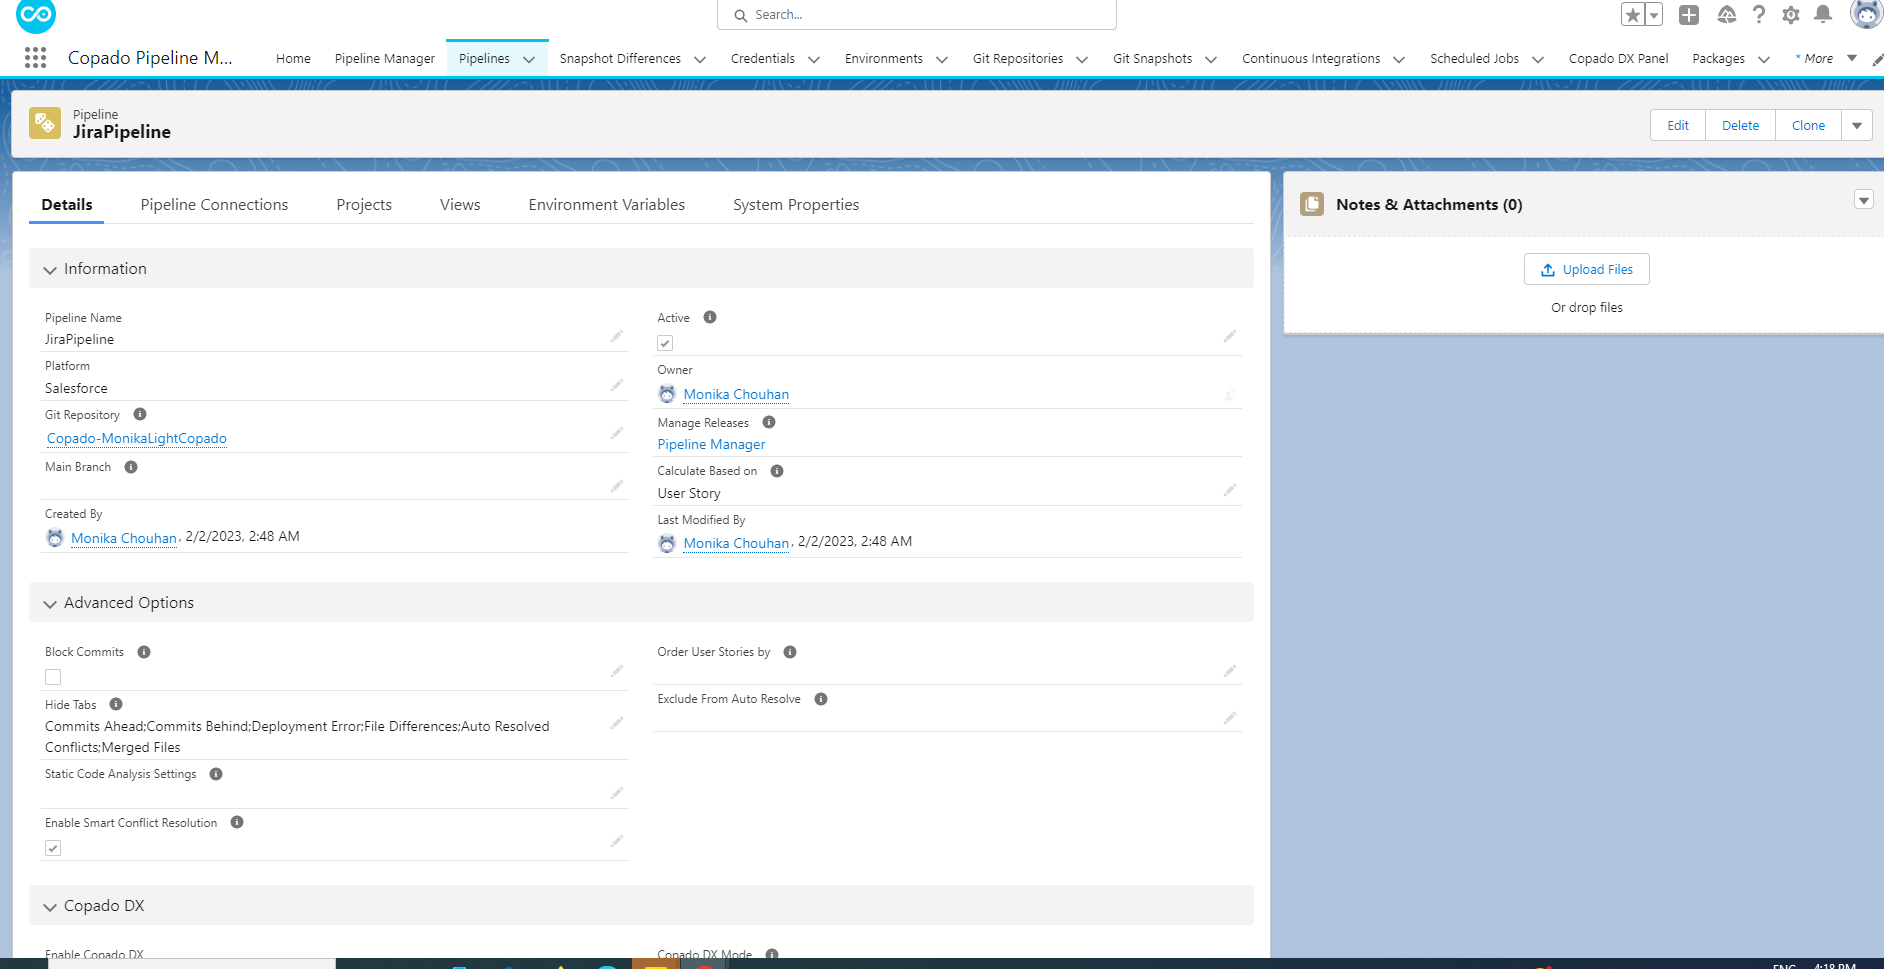 Search...
Copado Pipeline M...
Home
Pipeline Manager
Pipelines
Snapshot Differences
Credentials
Environments
Git Repositories
Git Snapshots
Continuous Integrations
Scheduled Jobs
Copado DX Panel
Packages
* More
Pipeline
JiraPipeline
Edit
Delete
Clone
Details
Pipeline Connections
Projects
Views
Environment Variables
System Properties
Notes & Attachments (0)
Upload Files
Or drop files
Information
Pipeline Name
JiraPipeline
Active
Platform
Salesforce
Owner
Monika Chouhan
Git Repository
Copado-MonikaLightCopado
Manage Releases
Pipeline Manager
Main Branch
Calculate Based on
User Story
Created By
Monika Chouhan, 2/2/2023, 2:48 AM
Last Modified By
Monika Chouhan, 2/2/2023, 2:48 AM
Advanced Options
Block Commits
Order User Stories by
Hide Tabs
Commits Ahead;Commits Behind;Deployment Error;File Differences;Auto Resolved
Conflicts;Merged Files
Exclude From Auto Resolve
Static Code Analysis Settings
Enable Smart Conflict Resolution
Copado DX
Enable Copado DX
Copado DX Mode
ENG
4:18 PM